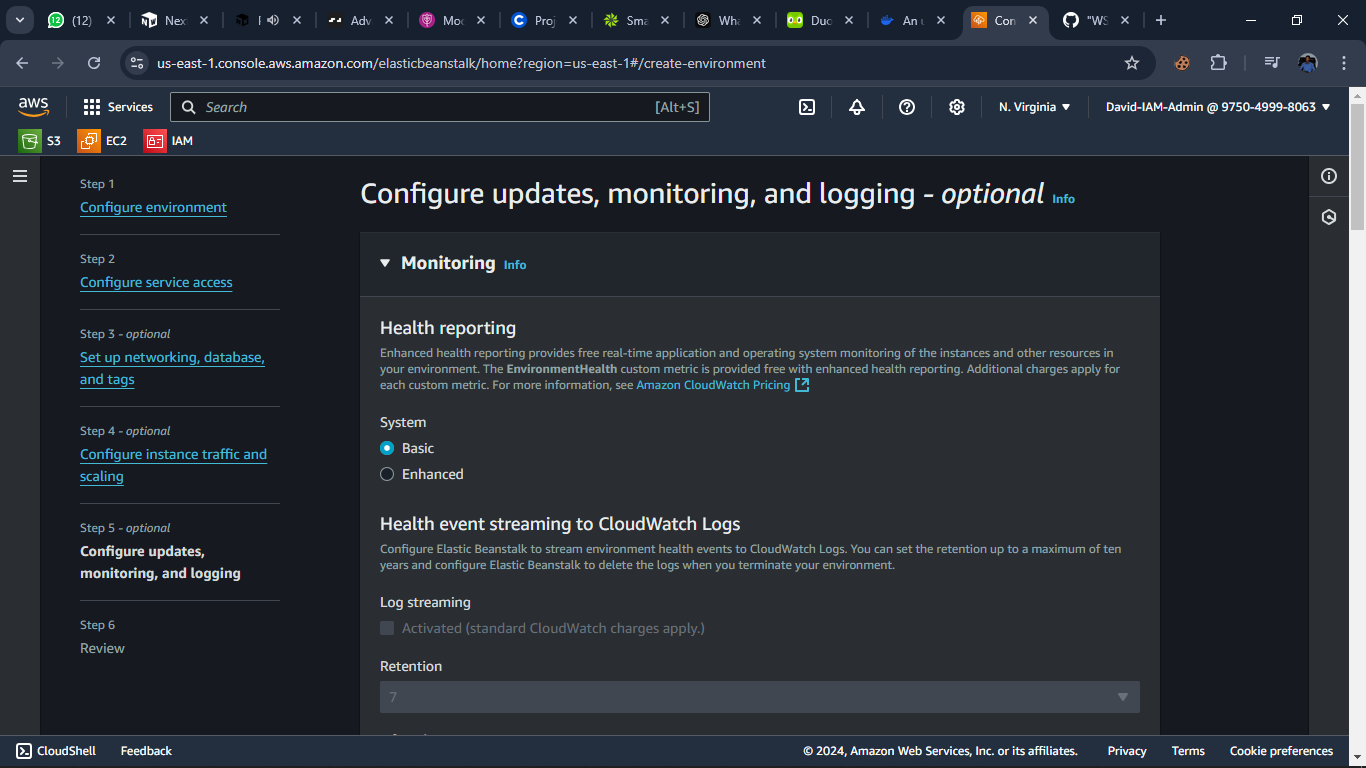 (12)
Nex
Adv
Moc
Proj
Sma
Wha
Duc
An u
Con
"WS
us-east-1.console.aws.amazon.com/elasticbeanstalk/home?region=us-east-1#/create-environment
aws
Services
Search
[Alt+S]
N. Virginia
David-IAM-Admin @ 9750-4999-8063
S3
EC2
IAM
Step 1
Configure environment
Step 2
Configure service access
Step 3 - optional
Set up networking, database,
and tags
Step 4 - optional
Configure instance traffic and
scaling
Step 5 - optional
Configure updates,
monitoring, and logging
Step 6
Review
Configure updates, monitoring, and logging - optional Info
Monitoring Info
Health reporting
Enhanced health reporting provides free real-time application and operating system monitoring of the instances and other resources in
your environment. The EnvironmentHealth custom metric is provided free with enhanced health reporting. Additional charges apply for
each custom metric. For more information, see Amazon CloudWatch Pricing
System
Basic
Enhanced
Health event streaming to CloudWatch Logs
Configure Elastic Beanstalk to stream environment health events to CloudWatch Logs. You can set the retention up to a maximum of ten
years and configure Elastic Beanstalk to delete the logs when you terminate your environment.
Log streaming
Activated (standard CloudWatch charges apply.)
Retention
7
CloudShell
Feedback
© 2024, Amazon Web Services, Inc. or its affiliates.
Privacy
Terms
Cookie preferences